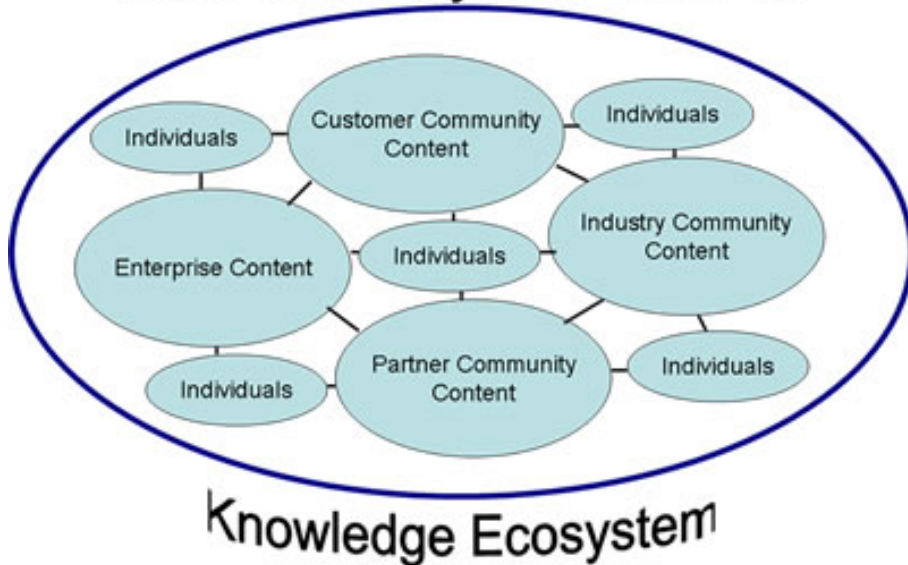 Individuals
Customer Community
Content
Individuals
Enterprise Content
Individuals
Industry Community
Content
Individuals
Partner Community
Content
Individuals
Knowledge Ecosystem